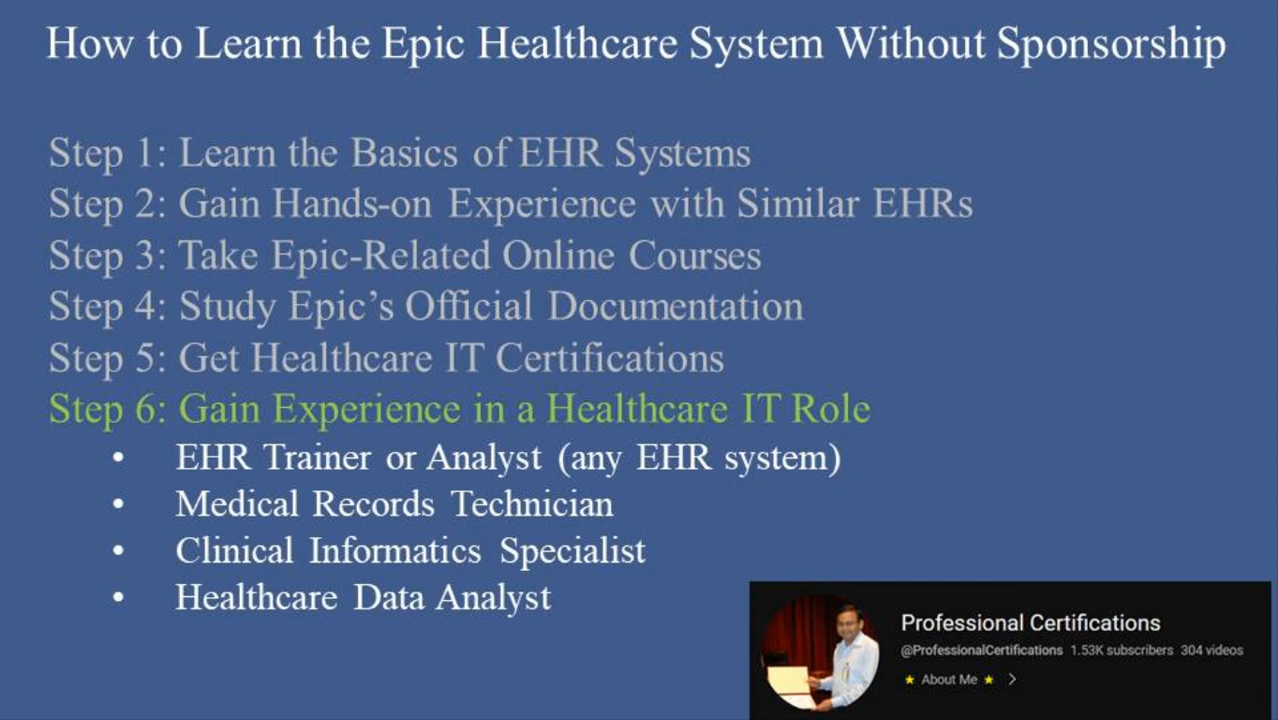 How to Learn the Epic Healthcare System Without Sponsorship
Step 1: Learn the Basics of EHR Systems
Step 2: Gain Hands-on Experience with Similar EHRs
Step 3: Take Epic-Related Online Courses
Step 4: Study Epic’s Official Documentation
Step 5: Get Healthcare IT Certifications
Step 6: Gain Experience in a Healthcare IT Role
• EHR Trainer or Analyst (any EHR system)
• Medical Records Technician
• Clinical Informatics Specialist
• Healthcare Data Analyst
Professional Certifications
@ProfessionalCertifications 1.53K subscribers 304 videos
★ About Me ★ >